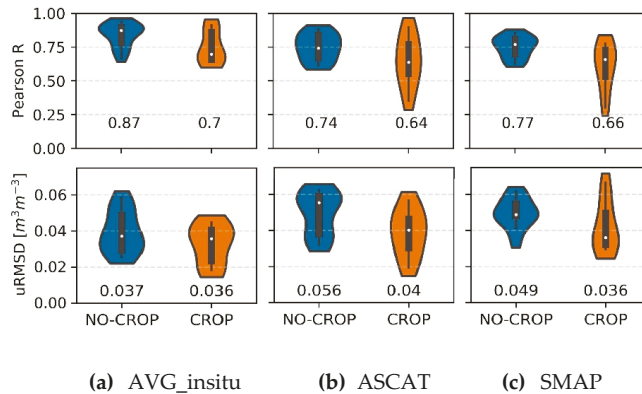 1.00
0.75
0.50
0.25
0.00
Pearson R
0.87 0.7 0.74 0.64 0.77 0.66
0.06
0.04
0.02
0.00
uRMSD [m³m⁻³]
0.037 0.036 0.056 0.04 0.049 0.036
NO-CROP CROP NO-CROP CROP NO-CROP CROP
(a) AVG_insitu (b) ASCAT (c) SMAP